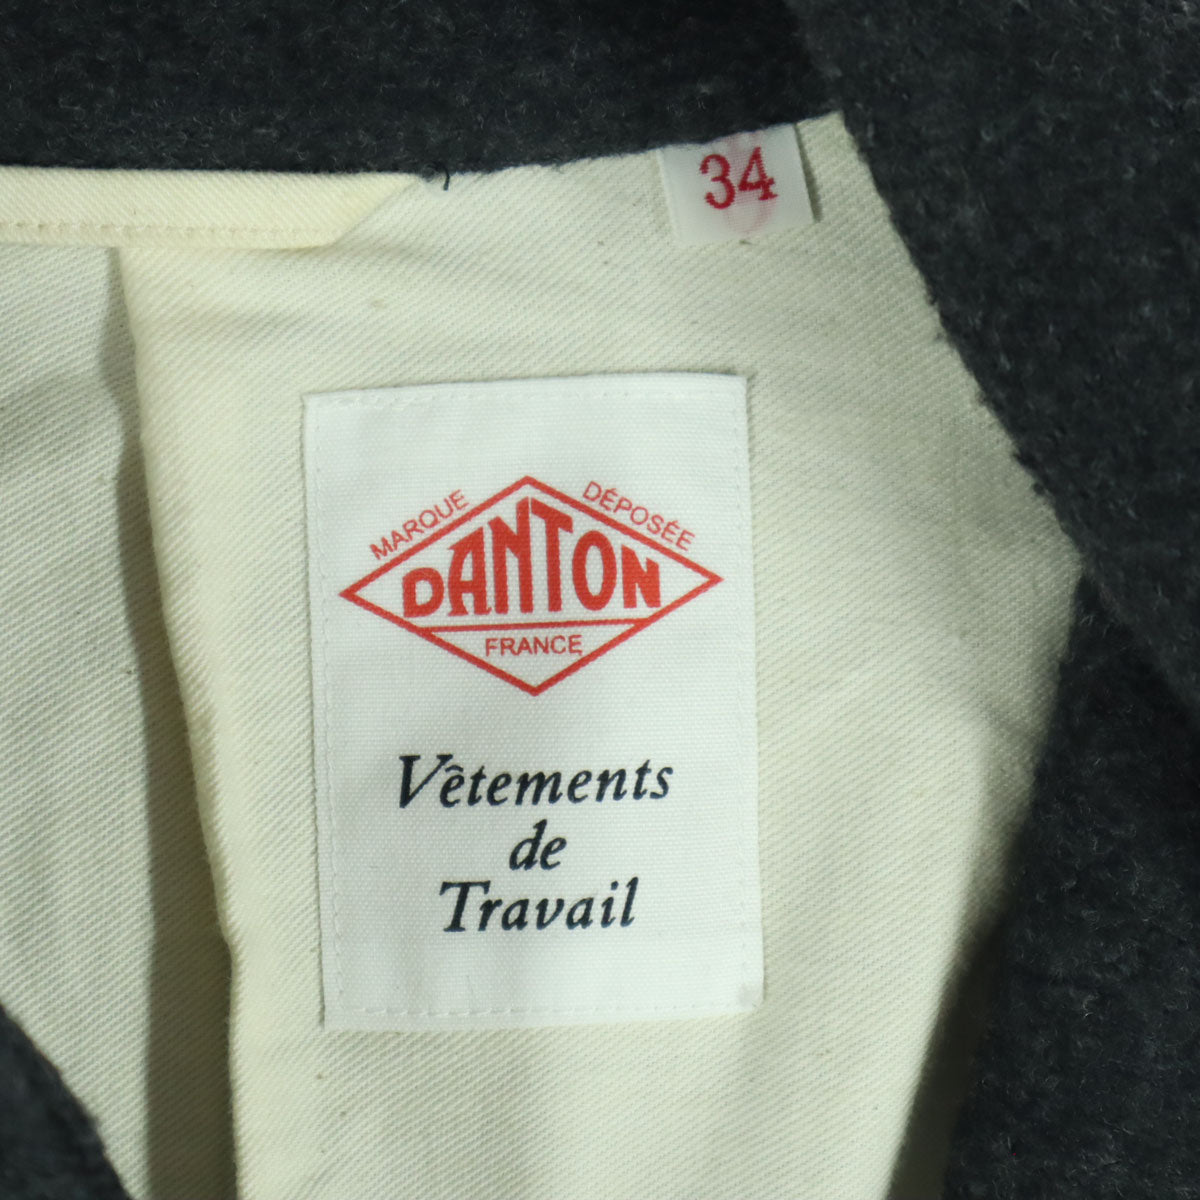 34
MARQUE DÉPOSÉE
DANTON
FRANCE
Vêtements
de
Travail